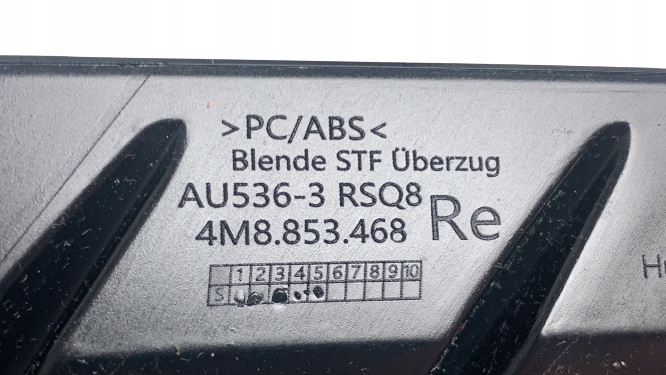 >PC/ABS<
Blende STF Überzug
AU536-3 RSQ8
4M8.853.468
Re
1 2 3 4 5 6 7 8 9 10
S